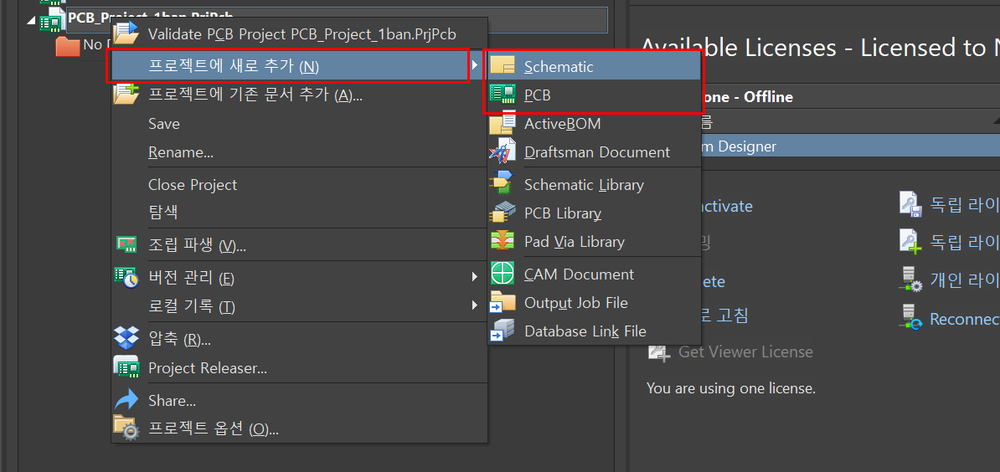 PCB_Project_1ban.PrjPcb
No
Validate PCB Project PCB_Project_1ban.PrjPcb
프로젝트에 새로 추가 (N)
프로젝트에 기존 문서 추가 (A)...
Save
Rename...
Close Project
탐색
조립 파생 (V)...
버전 관리 (E)
로컬 기록 (T)
압축 (R)...
Project Releaser...
Share...
프로젝트 옵션 (O)...
Schematic
PCB
ActiveBOM
Draftsman Document
Schematic Library
PCB Library
Pad Via Library
CAM Document
Output Job File
Database Link File
Available Licenses - Licensed to
one - Offline
름
m Designer
activate
독립 라이
밍
독립 라이
ete
개인 라이
로 고침
Reconnec
Get Viewer License
You are using one license.